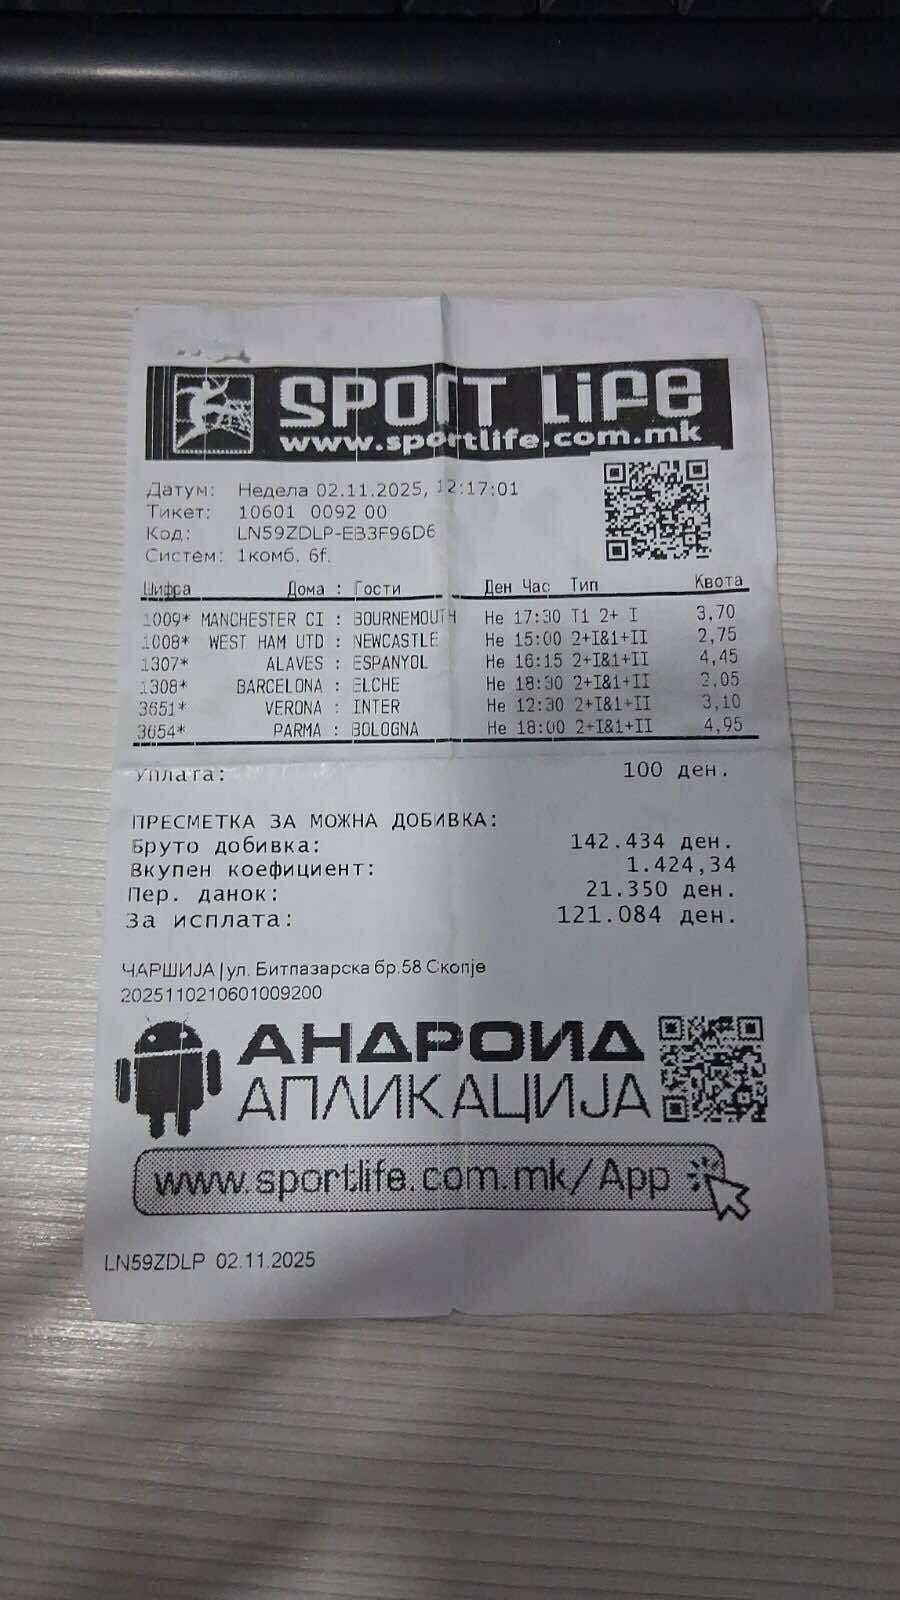 SPORT LIFE
www.sportlife.com.mk
Датум: Недела 02.11.2025, 12:17:01
Тикет: 10601 0092 00
Код: LN59ZDLP-EB3F96D6
Систем: 1комб. 6f.
Шифра Дома : Гости Ден Час Тип Квота
1009* MANCHESTER CI : BOURNEMOUTH Не 17:30 T1 2+ I 3,70
1008* WEST HAM UTD : NEWCASTLE Не 15:00 2+I&1+II 2,75
1307* ALAVES : ESPANYOL Не 16:15 2+I&1+II 4,45
1308* BARCELONA : ELCHE Не 18:30 2+I&1+II 2,05
3651* VERONA : INTER Не 12:30 2+I&1+II 3,10
3654* PARMA : BOLOGNA Не 18:00 2+I&1+II 4,95
Уплата: 100 ден.
ПРЕСМЕТКА ЗА МОЖНА ДОБИВКА:
Бруто добивка: 142.434 ден.
Вкупен коефициент: 1.424,34
Пер. данок: 21.350 ден.
За исплата: 121.084 ден.
ЧАРШИЈА|ул. Битпазарска бр.58 Скопје
2025110210601009200
АНДРОИД
АПЛИКАЦИЈА
www.sportlife.com.mk/App
LN59ZDLP 02.11.2025